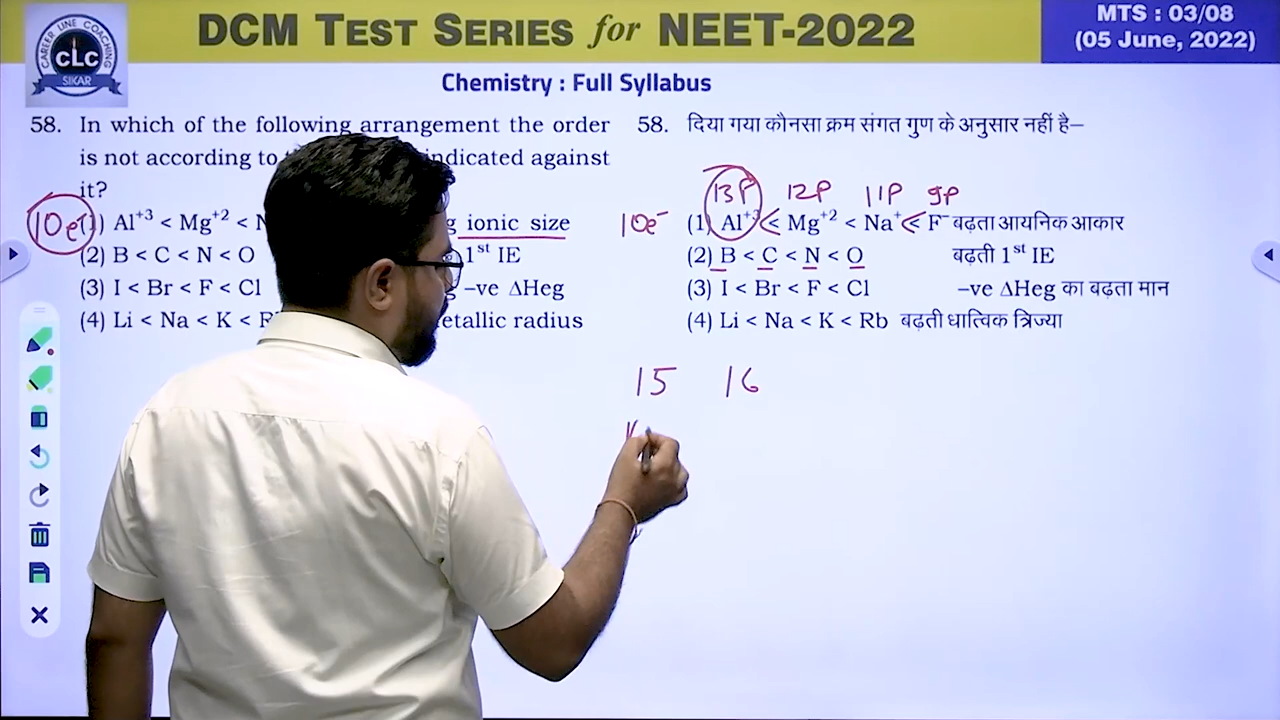 CAREER LINE COACHING
CLC
SIKAR
DCM TEST SERIES for NEET-2022
MTS : 03/08
(05 June, 2022)
Chemistry : Full Syllabus
58. In which of the following arrangement the order
is not according to indicated against
it?
10e⁻ (1) Al⁺³ < Mg⁺² < ionic size
(2) B < C < N < O 1ˢᵗ IE
(3) I < Br < F < Cl –ve ΔHeg
(4) Li < Na < K < radius
58. दिया गया कौनसा क्रम संगत गुण के अनुसार नहीं है–
13P 12P 11P 9P
10e⁻ (1) Al⁺³ < Mg⁺² < Na⁺ < F⁻ बढ़ता आयनिक आकार
(2) B < C < N < O बढ़ती 1ˢᵗ IE
(3) I < Br < F < Cl –ve ΔHeg का बढ़ता मान
(4) Li < Na < K < Rb बढ़ती धात्विक त्रिज्या
15 16